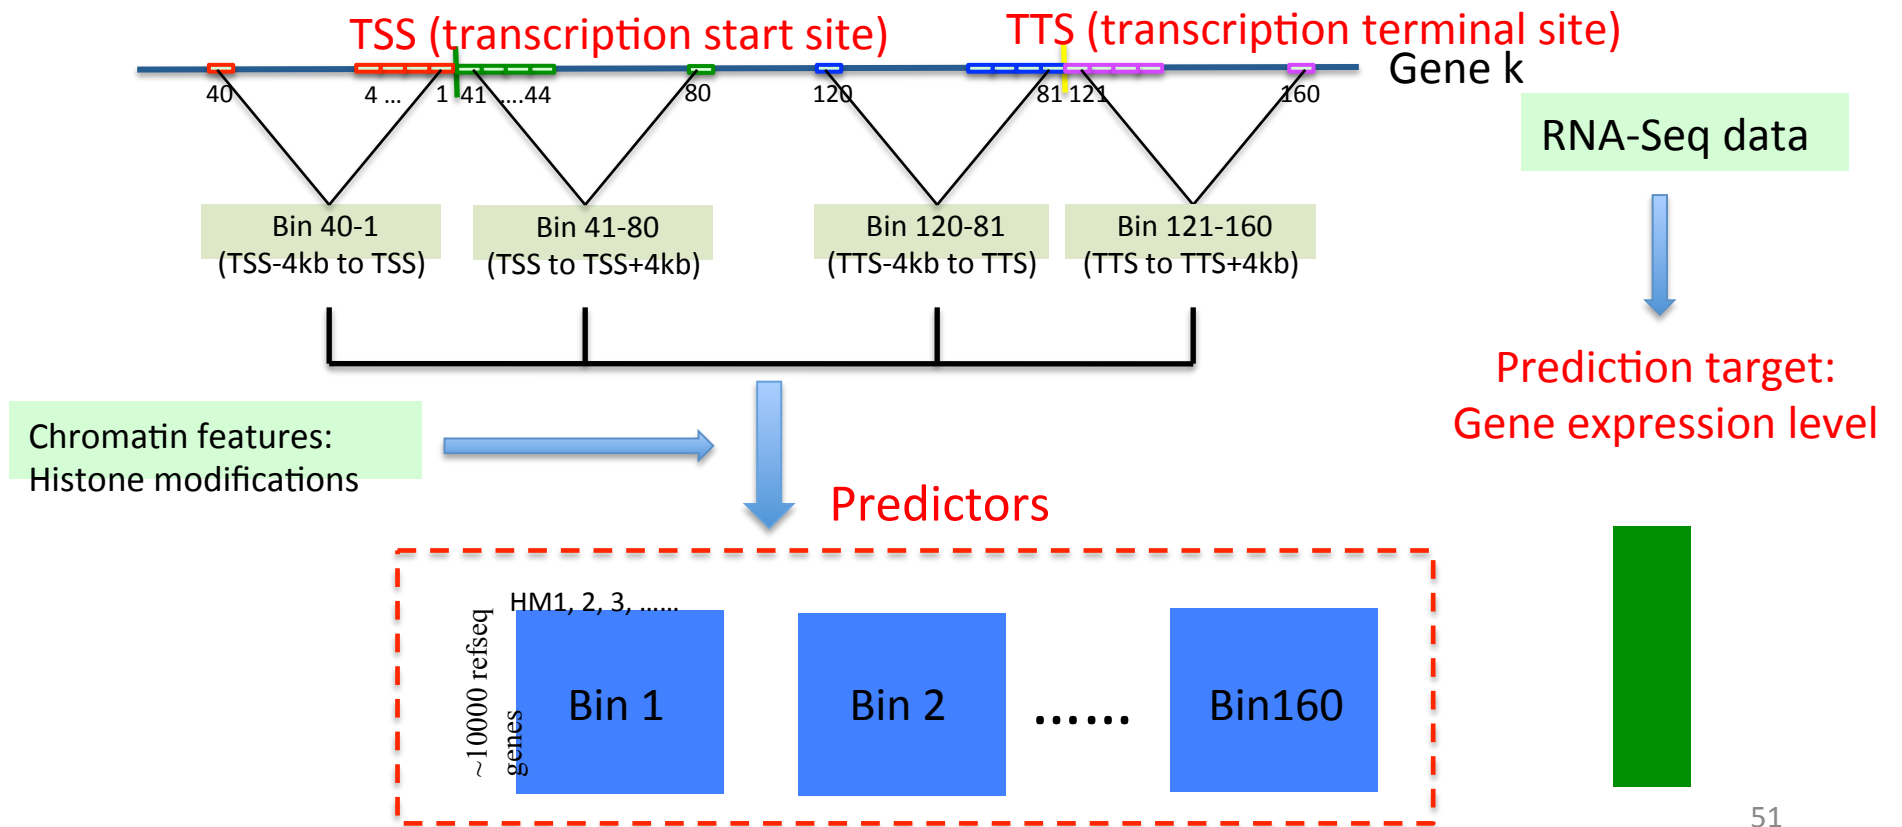 TSS (transcription start site)
TTS (transcription terminal site)
Gene k
40
4 ...
1
41
....44
80
120
81
121
160
RNA-Seq data
Bin 40-1
(TSS-4kb to TSS)
Bin 41-80
(TSS to TSS+4kb)
Bin 120-81
(TTS-4kb to TTS)
Bin 121-160
(TTS to TTS+4kb)
Prediction target:
Gene expression level
Chromatin features:
Histone modifications
Predictors
HM1, 2, 3, ......
~10000 refseq
genes
Bin 1
Bin 2
......
Bin160
51